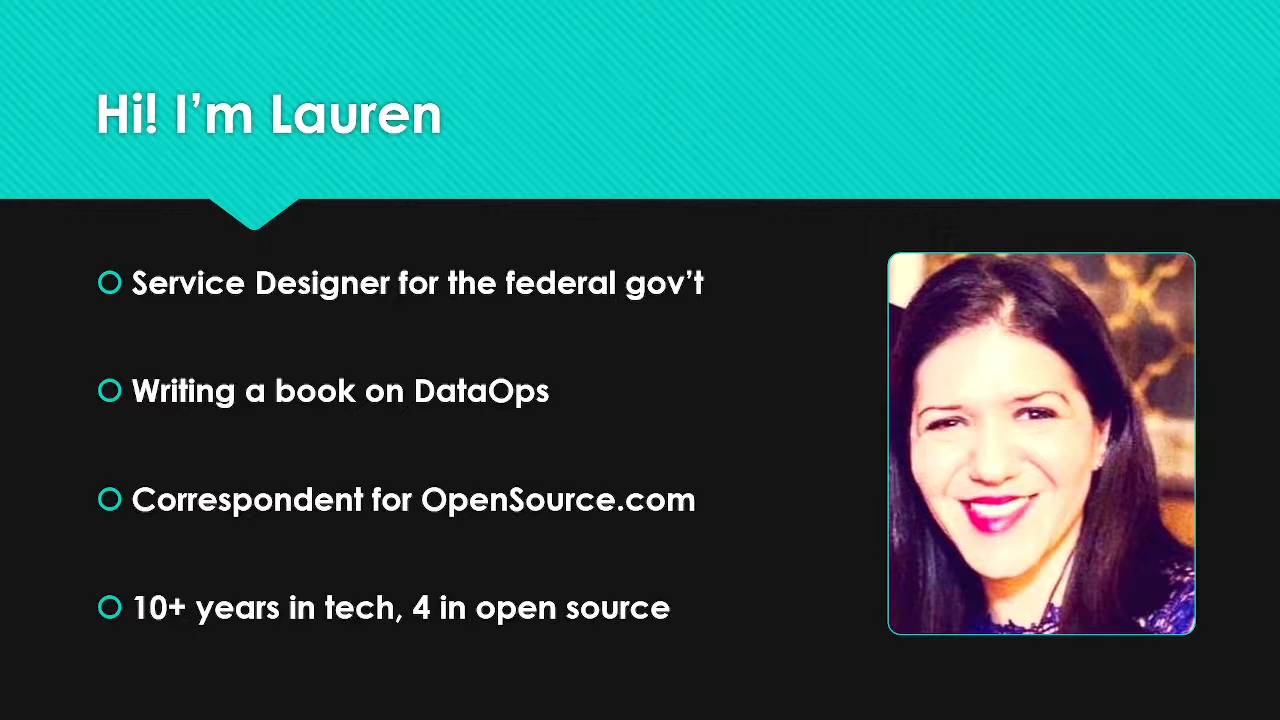 Hi! I’m Lauren
Service Designer for the federal gov’t
Writing a book on DataOps
Correspondent for OpenSource.com
10+ years in tech, 4 in open source